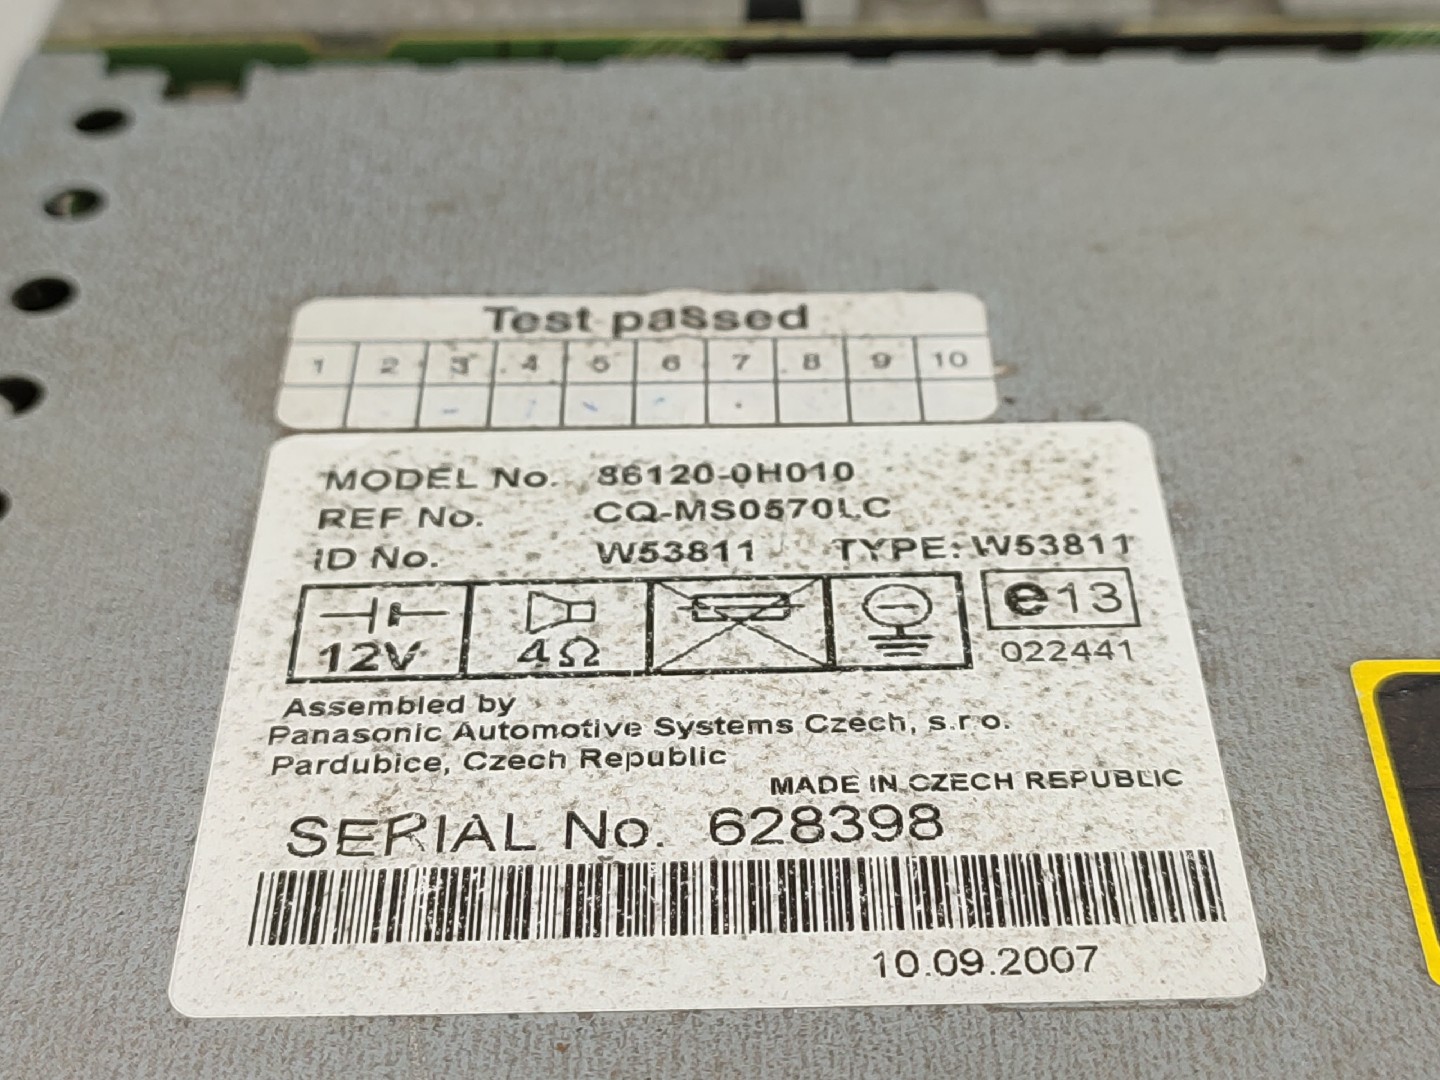 Test passed
1 2 3 4 5 6 7 8 9 10
MODEL No. 86120-0H010
REF No. CQ-MS0570LC
ID No. W53811 TYPE: W53811
12V 4Ω e13
022441
Assembled by
Panasonic Automotive Systems Czech, s.r.o.
Pardubice, Czech Republic
MADE IN CZECH REPUBLIC
SERIAL No. 628398
10.09.2007